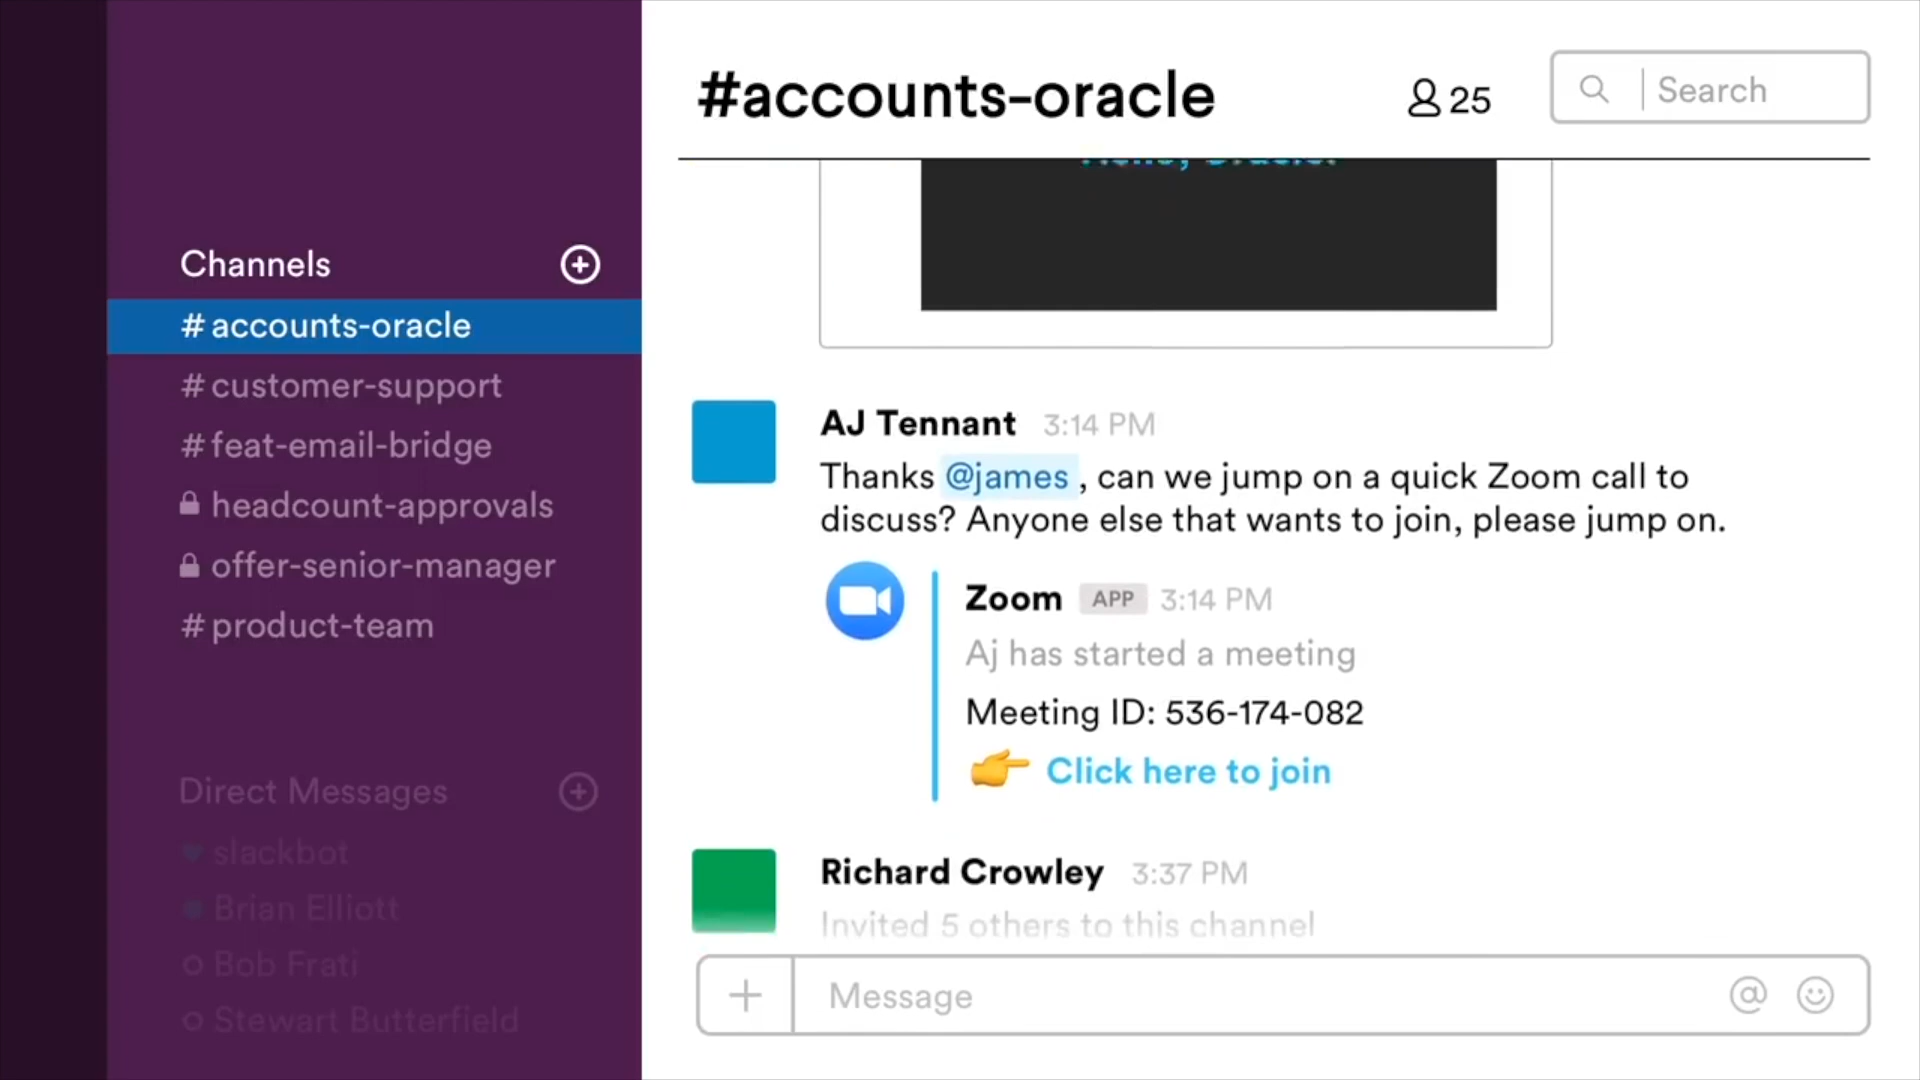 Channels
# accounts-oracle
# customer-support
# feat-email-bridge
headcount-approvals
offer-senior-manager
# product-team
Direct Messages
slackbot
Brian Elliott
Bob Frati
Stewart Butterfield
#accounts-oracle
25
Search
AJ Tennant 3:14 PM
Thanks @james , can we jump on a quick Zoom call to
discuss? Anyone else that wants to join, please jump on.
Zoom APP 3:14 PM
Aj has started a meeting
Meeting ID: 536-174-082
Click here to join
Richard Crowley 3:37 PM
Invited 5 others to this channel
Message